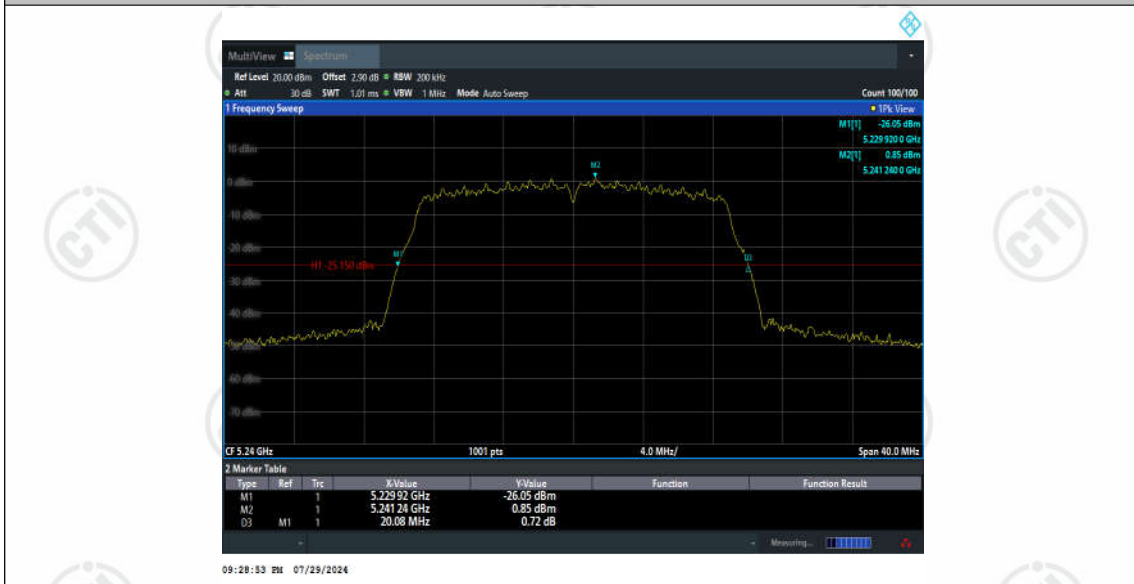 MultiView Spectrum
Ref Level 20.00 dBm Offset 2.90 dB RBW 200 kHz
Att 30 dB SWT 1.01 ms VBW 1 MHz Mode Auto Sweep Count 100/100
1 Frequency Sweep 1Pk View
M1[1] -26.05 dBm
5.229 920 0 GHz
10 dBm
M2[1] 0.85 dBm
5.241 240 0 GHz
M2
0 dBm
-10 dBm
-20 dBm
M1
D3
H1 -25.150 dBm
-30 dBm
-40 dBm
-50 dBm
-60 dBm
-70 dBm
CF 5.24 GHz 1001 pts 4.0 MHz/ Span 40.0 MHz
2 Marker Table
Type Ref Trc X-Value Y-Value Function Function Result
M1 1 5.229 92 GHz -26.05 dBm
M2 1 5.241 24 GHz 0.85 dBm
D3 M1 1 20.08 MHz 0.72 dB
Measuring...
09:28:53 PM 07/29/2024
CTI
CTI